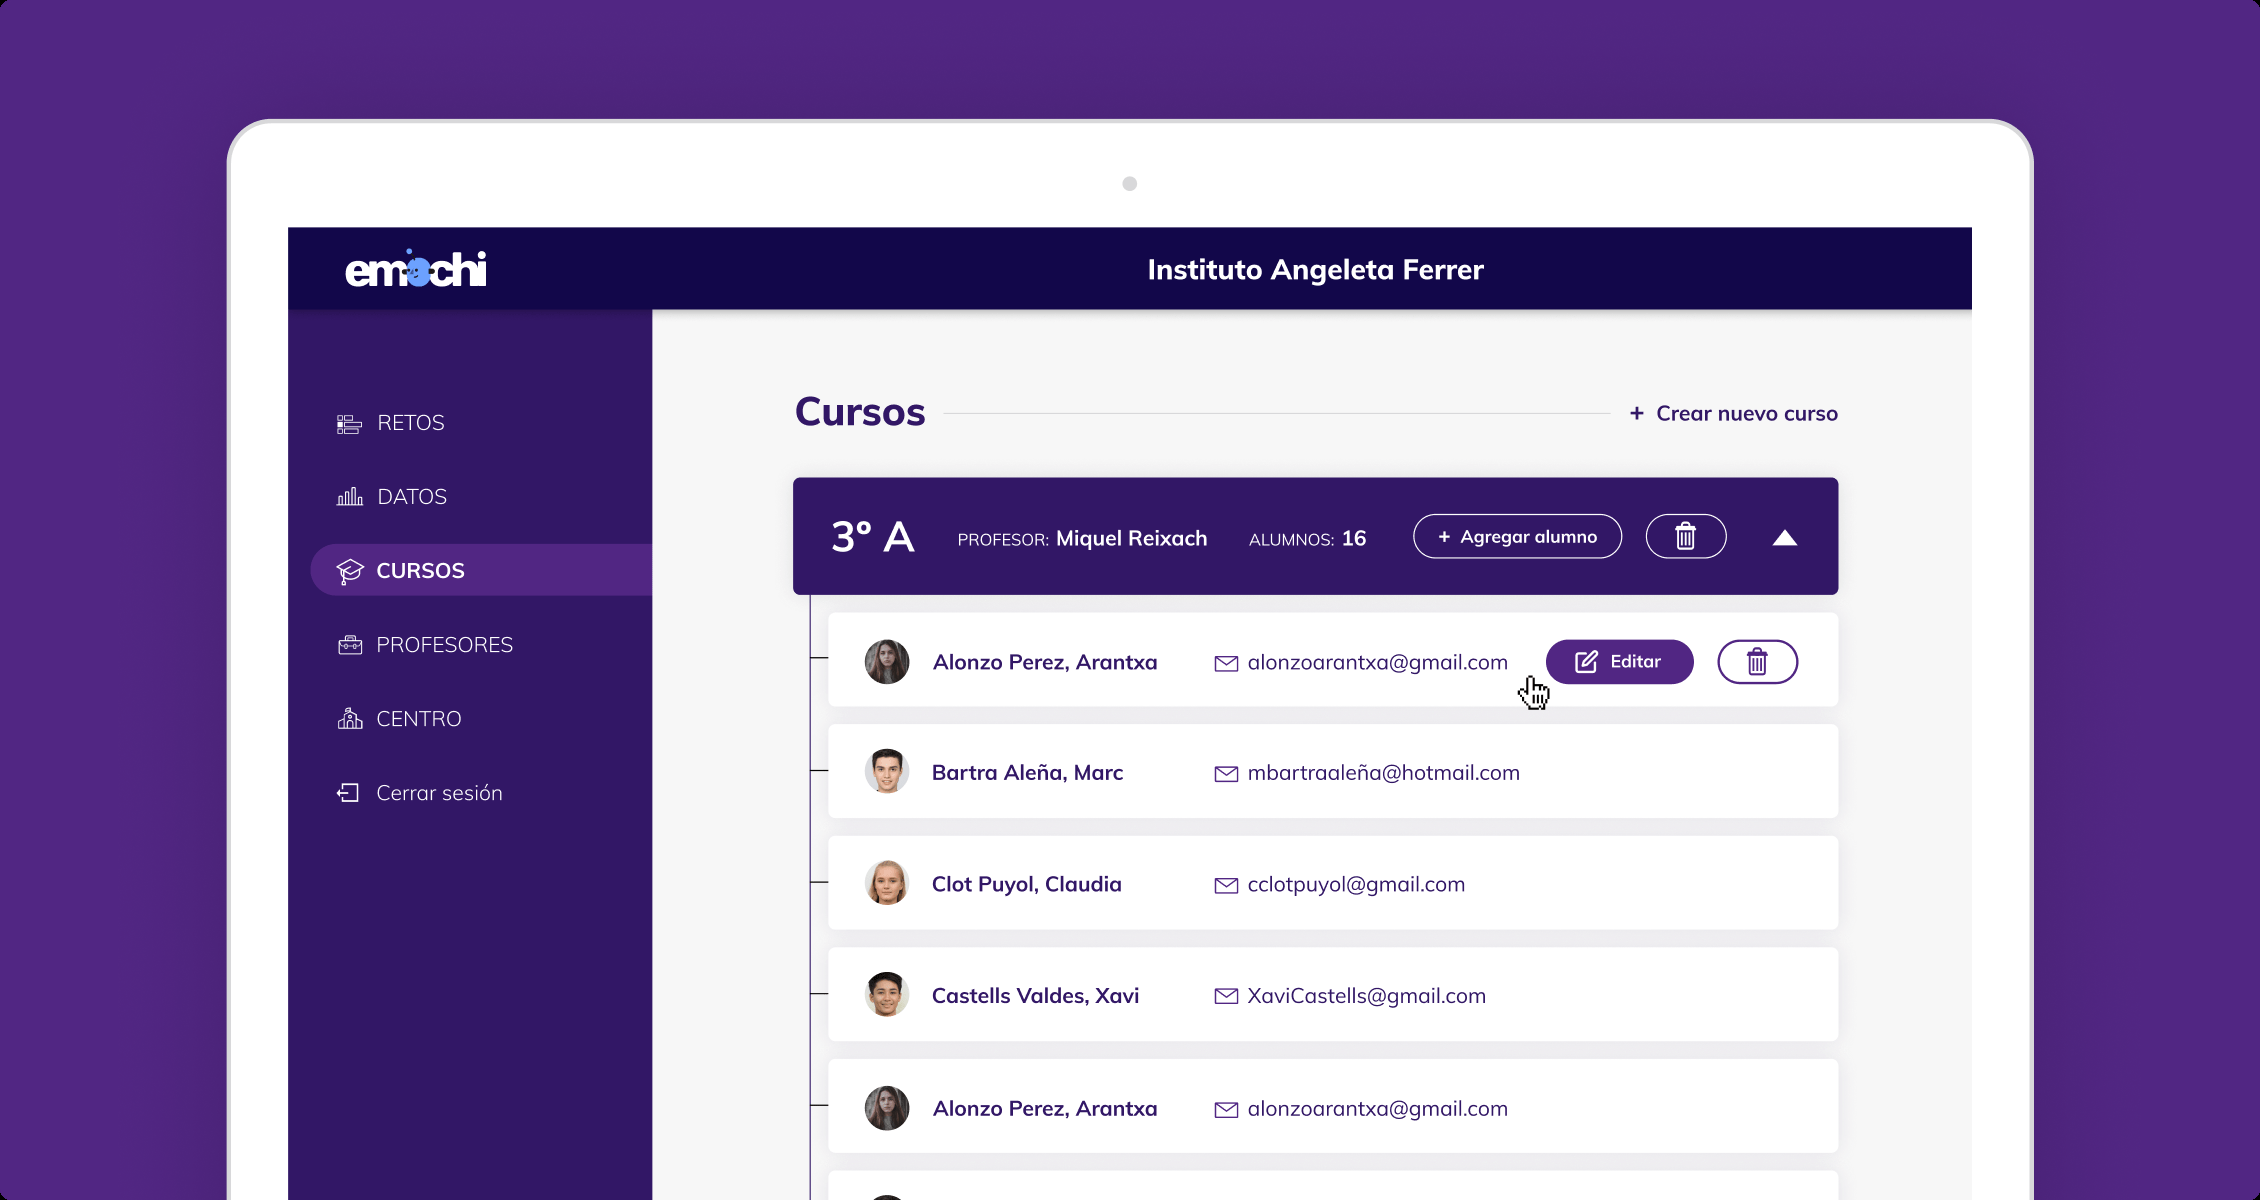 emochi
Instituto Angeleta Ferrer
RETOS
DATOS
CURSOS
PROFESORES
CENTRO
Cerrar sesión
Cursos
+ Crear nuevo curso
3º A PROFESOR: Miquel Reixach ALUMNOS: 16 + Agregar alumno
Alonzo Perez, Arantxa alonzoarantxa@gmail.com Editar
Bartra Aleña, Marc mbartraaleña@hotmail.com
Clot Puyol, Claudia cclotpuyol@gmail.com
Castells Valdes, Xavi XaviCastells@gmail.com
Alonzo Perez, Arantxa alonzoarantxa@gmail.com